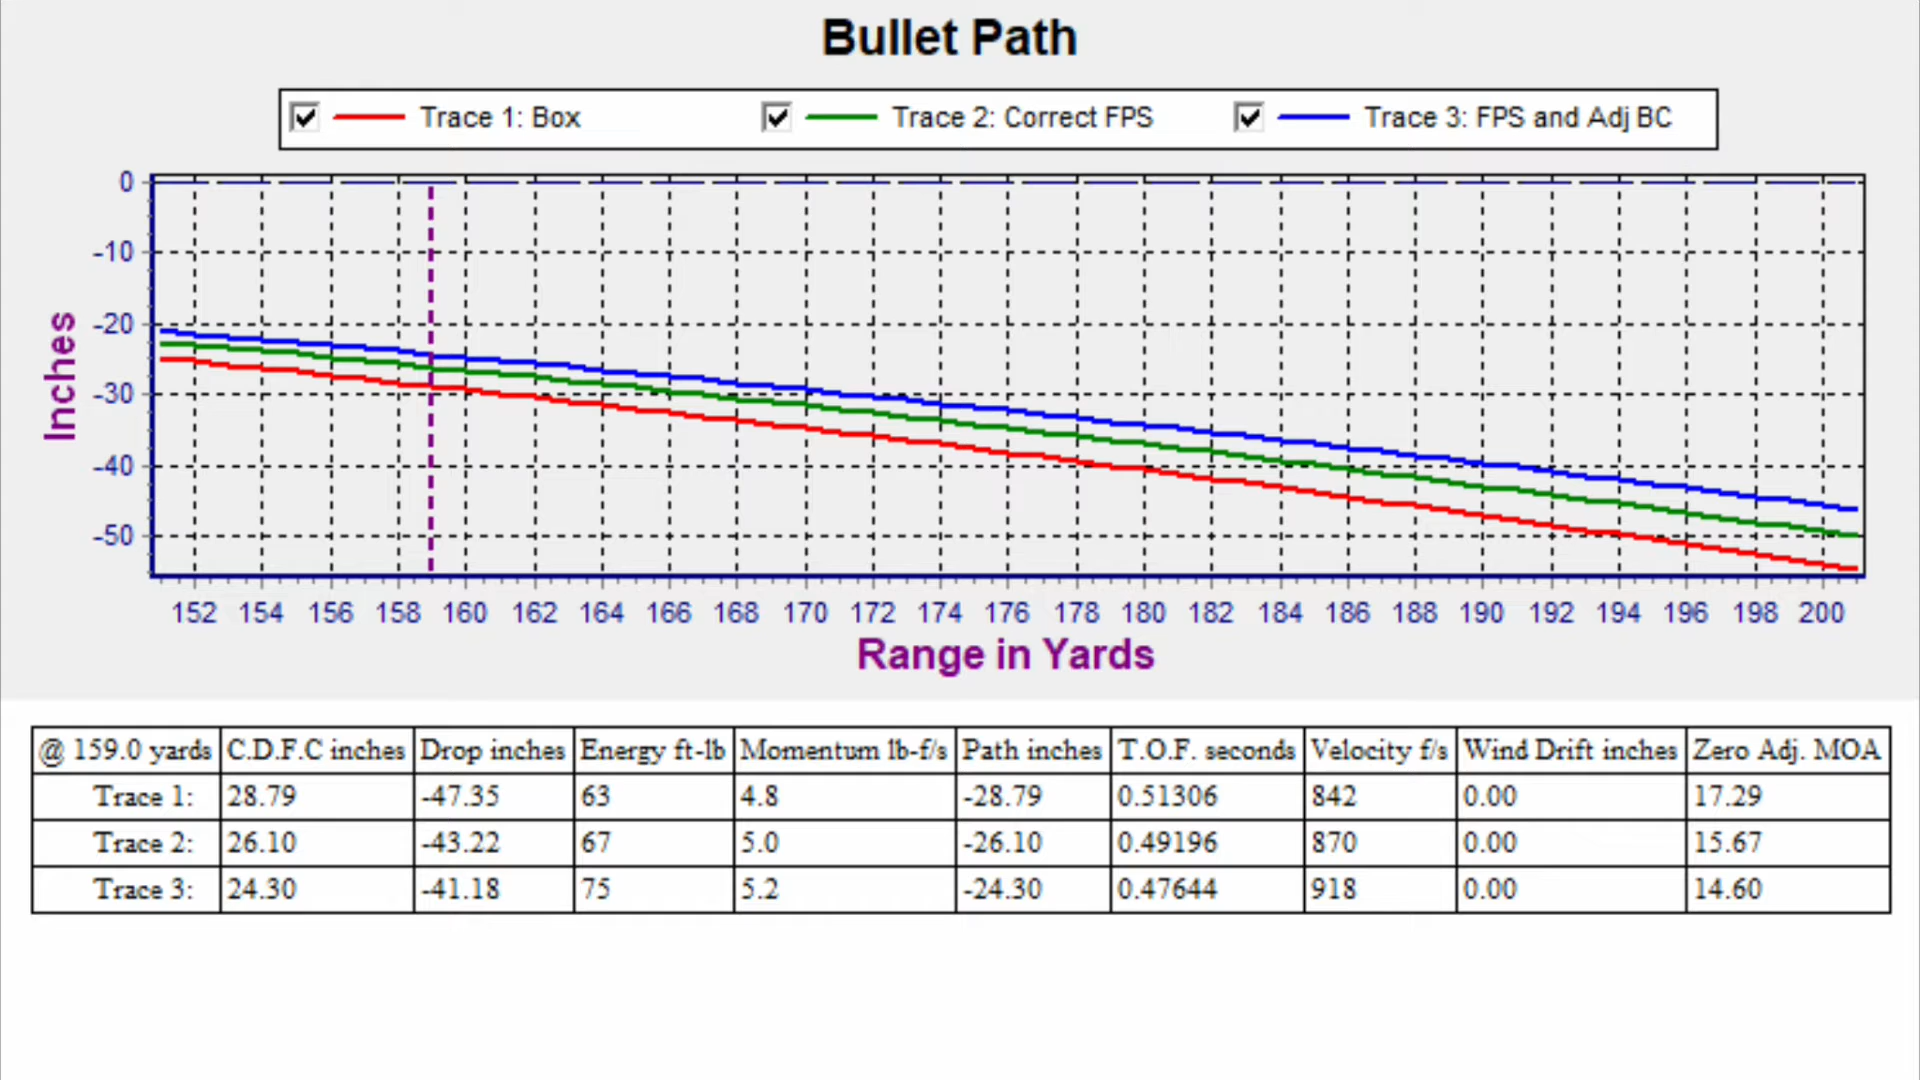 Bullet Path
Trace 1: Box Trace 2: Correct FPS Trace 3: FPS and Adj BC
0
-10
-20
-30
-40
-50
Inches
152 154 156 158 160 162 164 166 168 170 172 174 176 178 180 182 184 186 188 190 192 194 196 198 200
Range in Yards
@ 159.0 yards C.D.F.C inches Drop inches Energy ft-lb Momentum lb-f/s Path inches T.O.F. seconds Velocity f/s Wind Drift inches Zero Adj. MOA
Trace 1: 28.79 -47.35 63 4.8 -28.79 0.51306 842 0.00 17.29
Trace 2: 26.10 -43.22 67 5.0 -26.10 0.49196 870 0.00 15.67
Trace 3: 24.30 -41.18 75 5.2 -24.30 0.47644 918 0.00 14.60